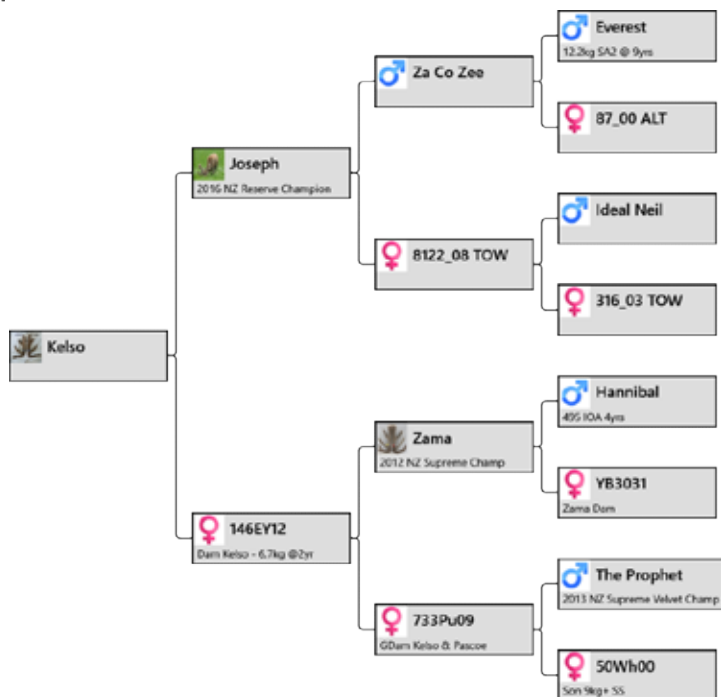 Everest
12.2kg SA2 @ 9yrs
Za Co Zee
87_00 ALT
Joseph
2016 NZ Reserve Champion
Ideal Neil
8122_08 TOW
316_03 TOW
Kelso
Hannibal
495 IOA 4yrs
Zama
2012 NZ Supreme Champ
YB3031
Zama Dam
146EY12
Dam Kelso - 6.7kg @2yr
The Prophet
2013 NZ Supreme Velvet Champ
733Pu09
GDam Kelso & Pascoe
50Wh00
Son 9kg+ SS